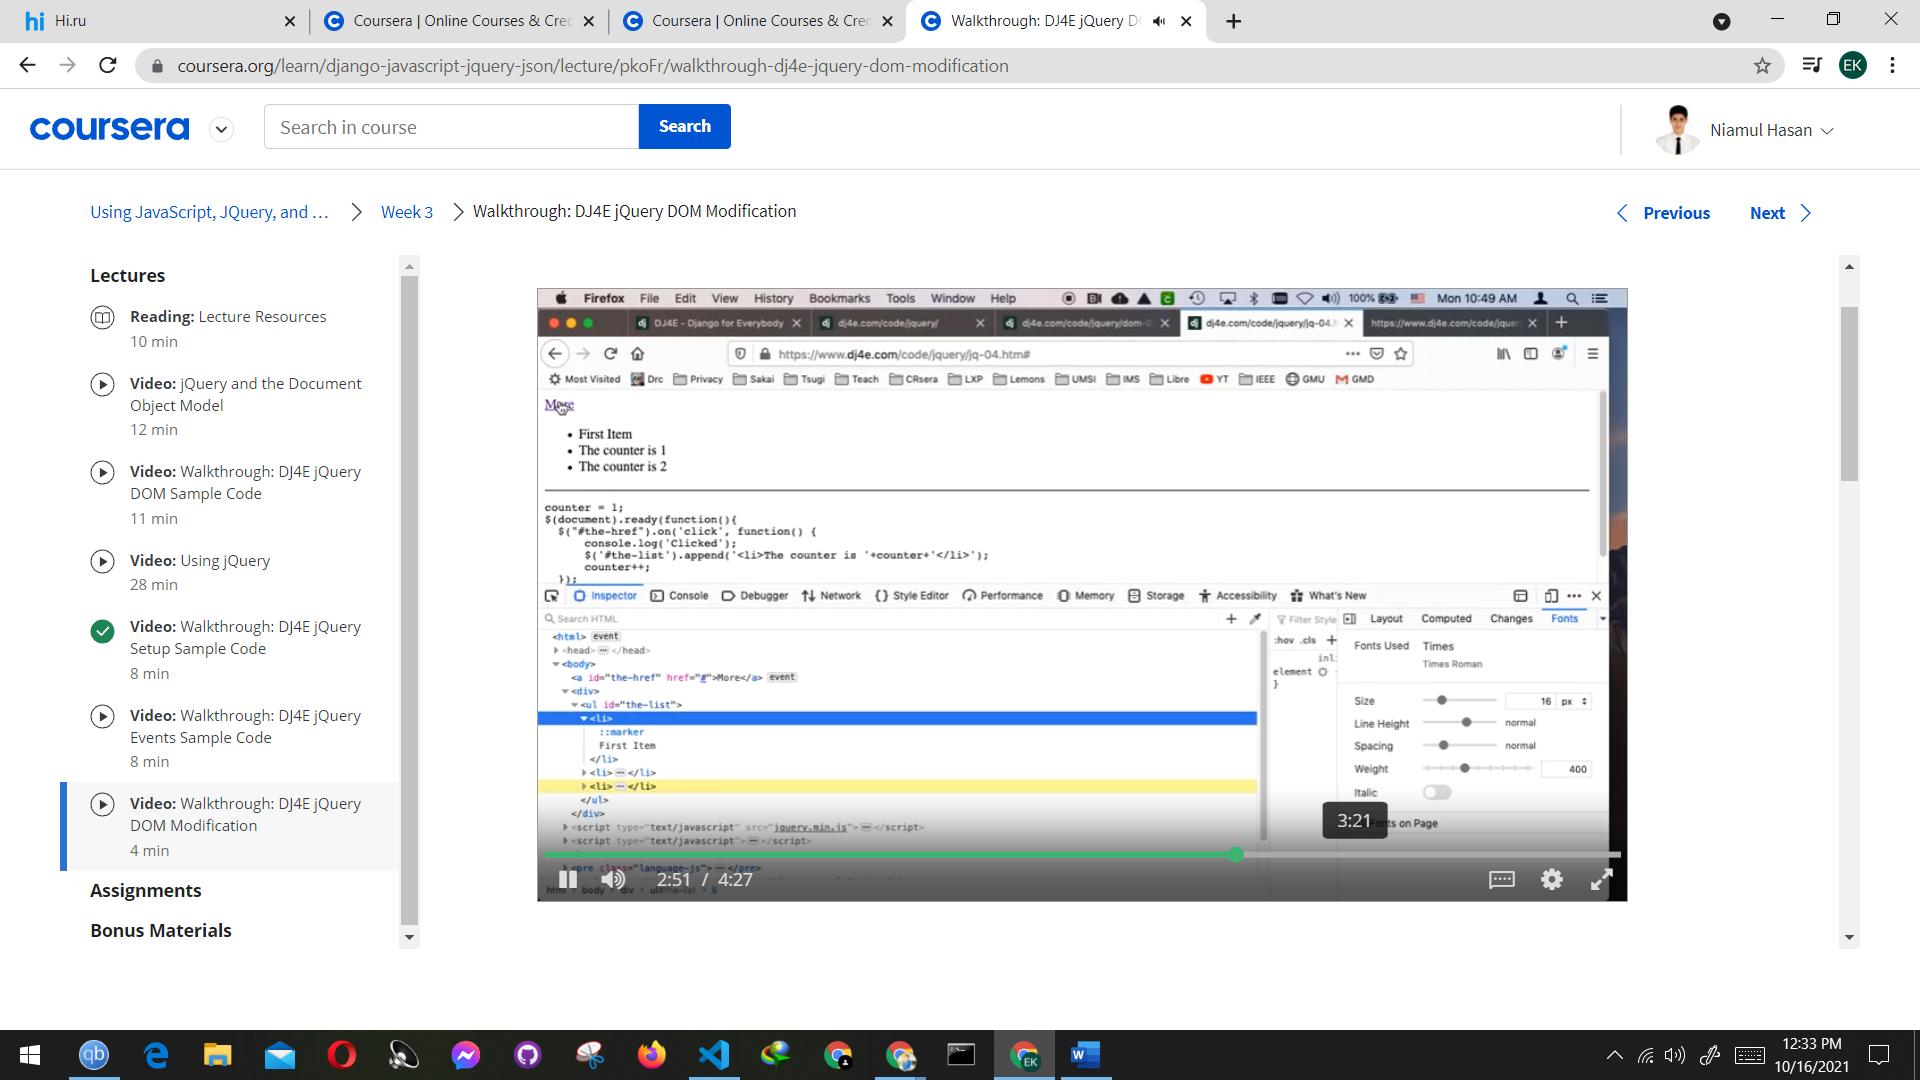 Hi.ru
Coursera | Online Courses & Cre
Coursera | Online Courses & Cre
Walkthrough: DJ4E jQuery D
coursera.org/learn/django-javascript-jquery-json/lecture/pkoFr/walkthrough-dj4e-jquery-dom-modification
EK
coursera
Search in course
Search
Niamul Hasan
Using JavaScript, JQuery, and ...
Week 3
Walkthrough: DJ4E jQuery DOM Modification
Previous
Next
Lectures
Reading: Lecture Resources
10 min
Video: jQuery and the Document
Object Model
12 min
Video: Walkthrough: DJ4E jQuery
DOM Sample Code
11 min
Video: Using jQuery
28 min
Video: Walkthrough: DJ4E jQuery
Setup Sample Code
8 min
Video: Walkthrough: DJ4E jQuery
Events Sample Code
8 min
Video: Walkthrough: DJ4E jQuery
DOM Modification
4 min
Assignments
Bonus Materials
Firefox File Edit View History Bookmarks Tools Window Help 100% Mon 10:49 AM
DJ4E - Django for Everybody
dj4e.com/code/jquery/
dj4e.com/code/jquery/dom-0
dj4e.com/code/jquery/jq-04.h
https://www.dj4e.com/code/jquer
https://www.dj4e.com/code/jquery/jq-04.htm#
Most Visited Drc Privacy Sakai Tsugi Teach CRsera LXP Lemons UMSI IMS Libre YT IEEE GMU GMD
More
• First Item
• The counter is 1
• The counter is 2
counter = 1;
$(document).ready(function(){
$("#the-href").on('click', function() {
console.log('Clicked');
$('#the-list').append('<li>The counter is '+counter+'</li>');
counter++;
});
Inspector Console Debugger Network {} Style Editor Performance Memory Storage Accessibility What's New
Search HTML
Filter Style
Layout Computed Changes Fonts
<html> event
<head> </head>
<body>
<a id="the-href" href="#">More</a> event
<div>
<ul id="the-list">
<li>
::marker
First Item
</li>
<li> </li>
<li> </li>
</ul>
</div>
<script type="text/javascript" src="jquery.min.js"> </script>
<script type="text/javascript"> </script>
<pre class="language-js"> </pre>
:hov .cls +
element
}
Fonts Used Times
Times Roman
Size 16 px
Line Height normal
Spacing normal
Weight 400
Italic
3:21
Fonts on Page
2:51 / 4:27
12:33 PM
10/16/2021